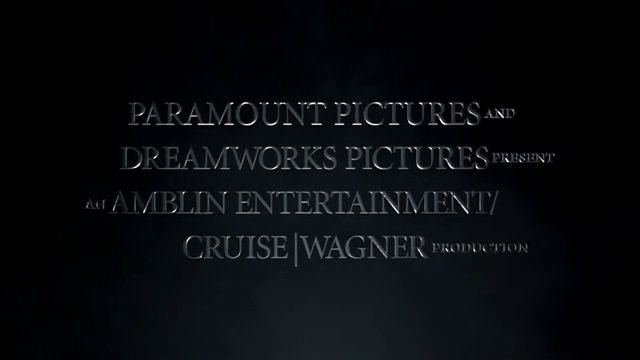 PARAMOUNT PICTURES AND
DREAMWORKS PICTURES PRESENT
AN AMBLIN ENTERTAINMENT/
CRUISE|WAGNER PRODUCTION